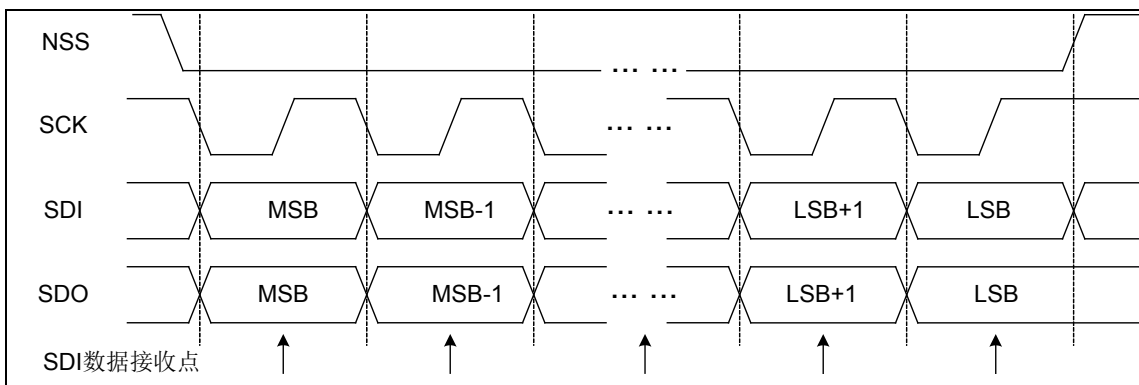 NSS
... ...
SCK
... ...
SDI MSB MSB-1 ... ... LSB+1 LSB
SDO MSB MSB-1 ... ... LSB+1 LSB
SDI数据接收点